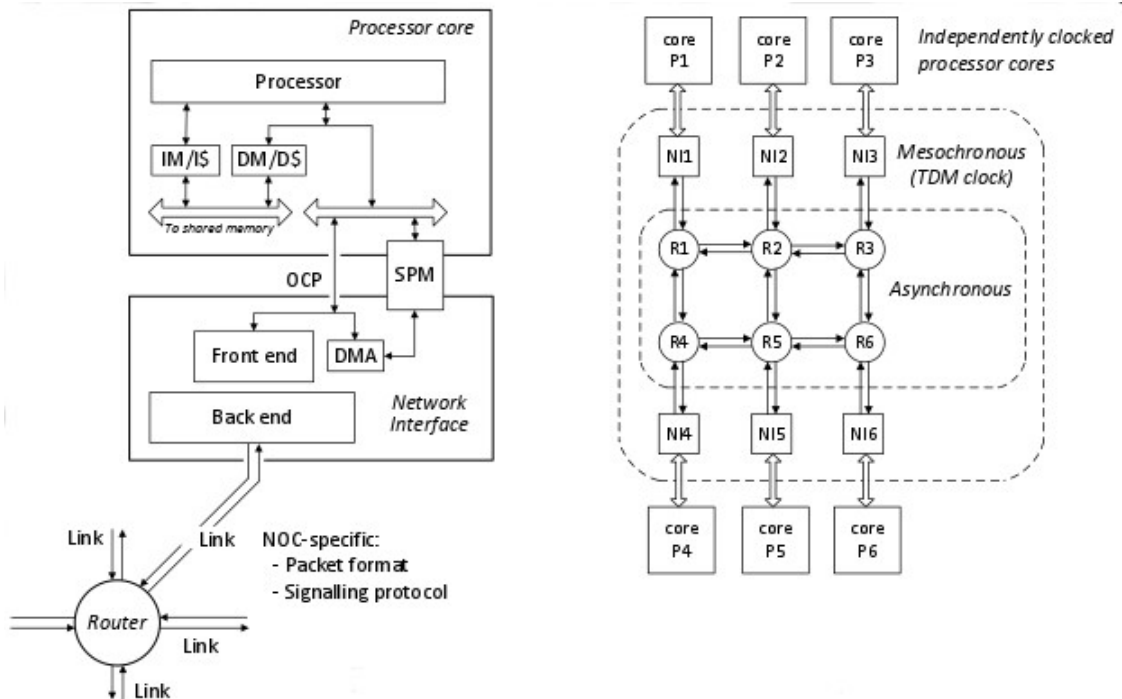 Processor core
Processor
IM/I$
DM/D$
To shared memory
OCP
SPM
Front end
DMA
Back end
Network
Interface
Link
Link
NOC-specific:
- Packet format
- Signalling protocol
Router
Link
Link
core
P1
core
P2
core
P3
Independently clocked
processor cores
NI1
NI2
NI3
Mesochronous
(TDM clock)
R1
R2
R3
Asynchronous
R4
R5
R6
NI4
NI5
NI6
core
P4
core
P5
core
P6